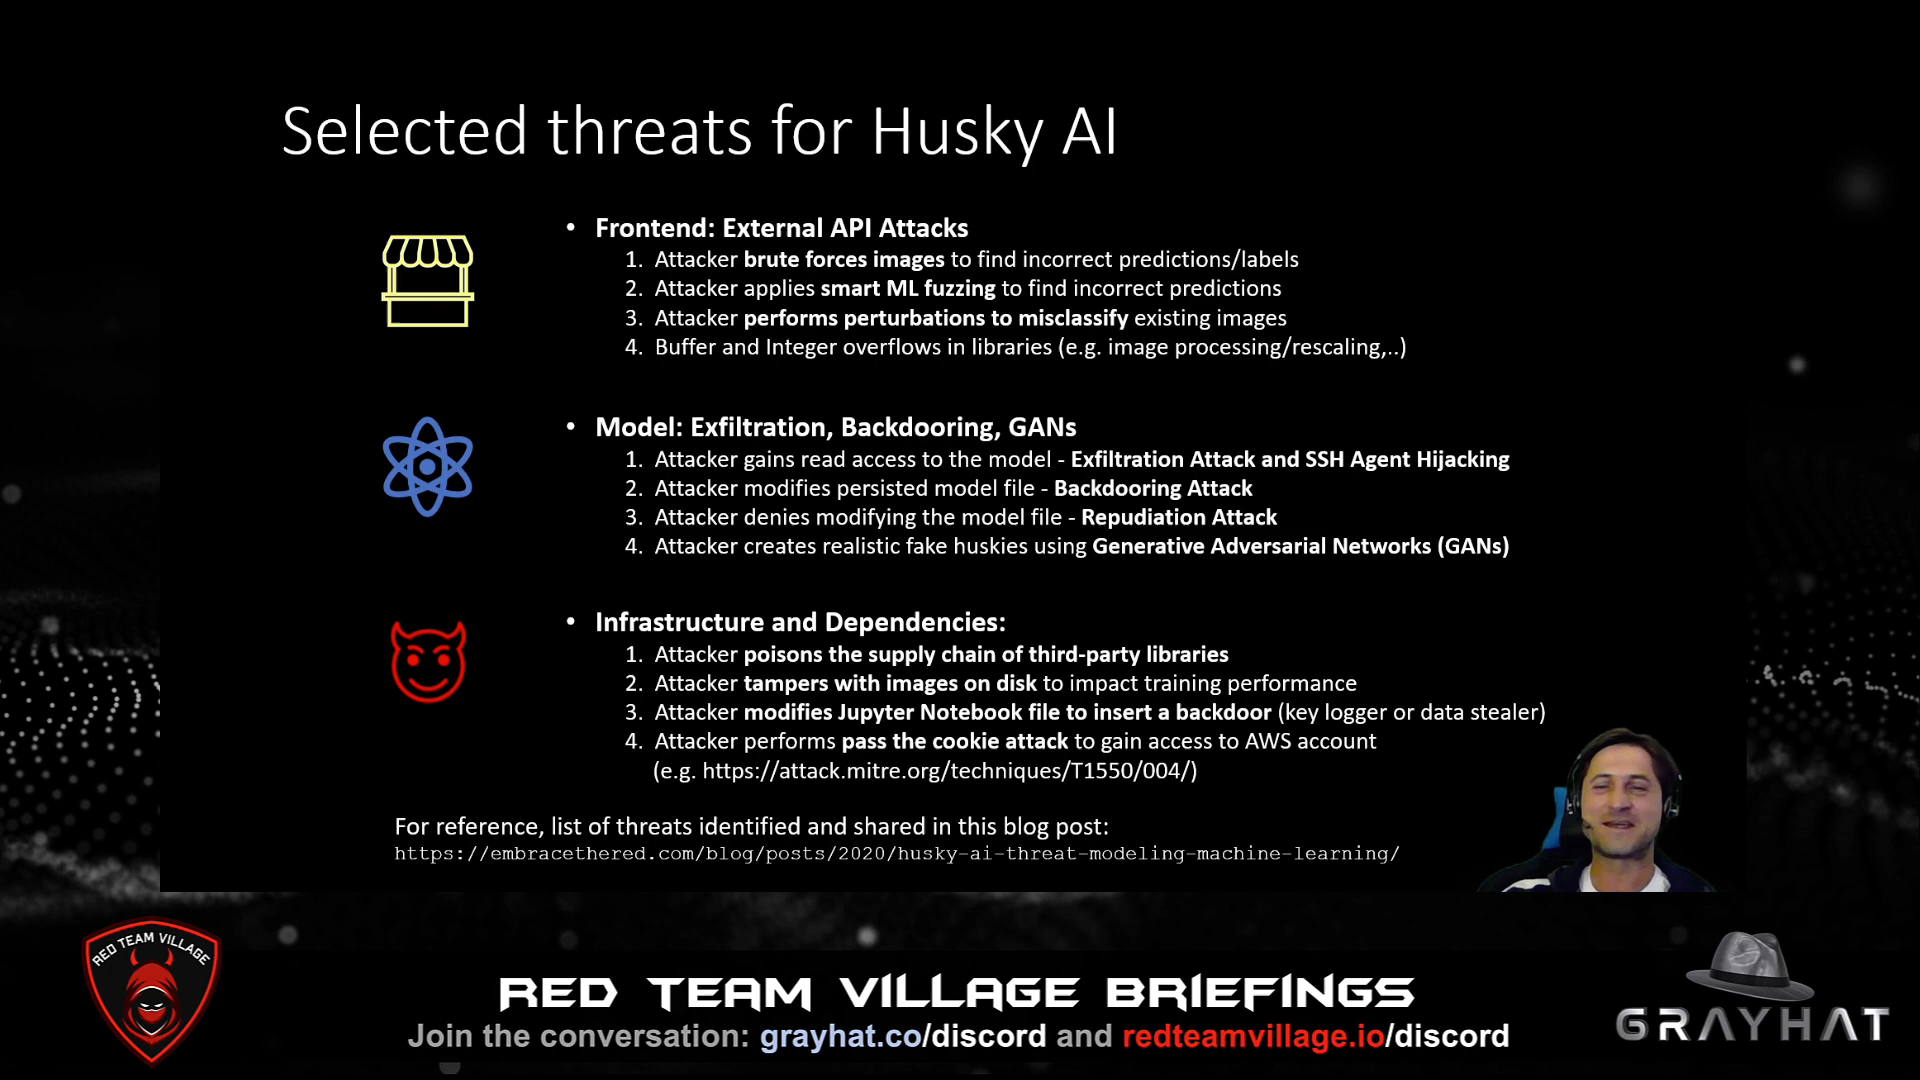 Selected threats for Husky AI
• Frontend: External API Attacks
1. Attacker brute forces images to find incorrect predictions/labels
2. Attacker applies smart ML fuzzing to find incorrect predictions
3. Attacker performs perturbations to misclassify existing images
4. Buffer and Integer overflows in libraries (e.g. image processing/rescaling,..)
• Model: Exfiltration, Backdooring, GANs
1. Attacker gains read access to the model - Exfiltration Attack and SSH Agent Hijacking
2. Attacker modifies persisted model file - Backdooring Attack
3. Attacker denies modifying the model file - Repudiation Attack
4. Attacker creates realistic fake huskies using Generative Adversarial Networks (GANs)
• Infrastructure and Dependencies:
1. Attacker poisons the supply chain of third-party libraries
2. Attacker tampers with images on disk to impact training performance
3. Attacker modifies Jupyter Notebook file to insert a backdoor (key logger or data stealer)
4. Attacker performs pass the cookie attack to gain access to AWS account
(e.g. https://attack.mitre.org/techniques/T1550/004/)
For reference, list of threats identified and shared in this blog post:
https://embracethered.com/blog/posts/2020/husky-ai-threat-modeling-machine-learning/
RED TEAM VILLAGE
RED TEAM VILLAGE BRIEFINGS
Join the conversation: grayhat.co/discord and redteamvillage.io/discord
GRAYHAT